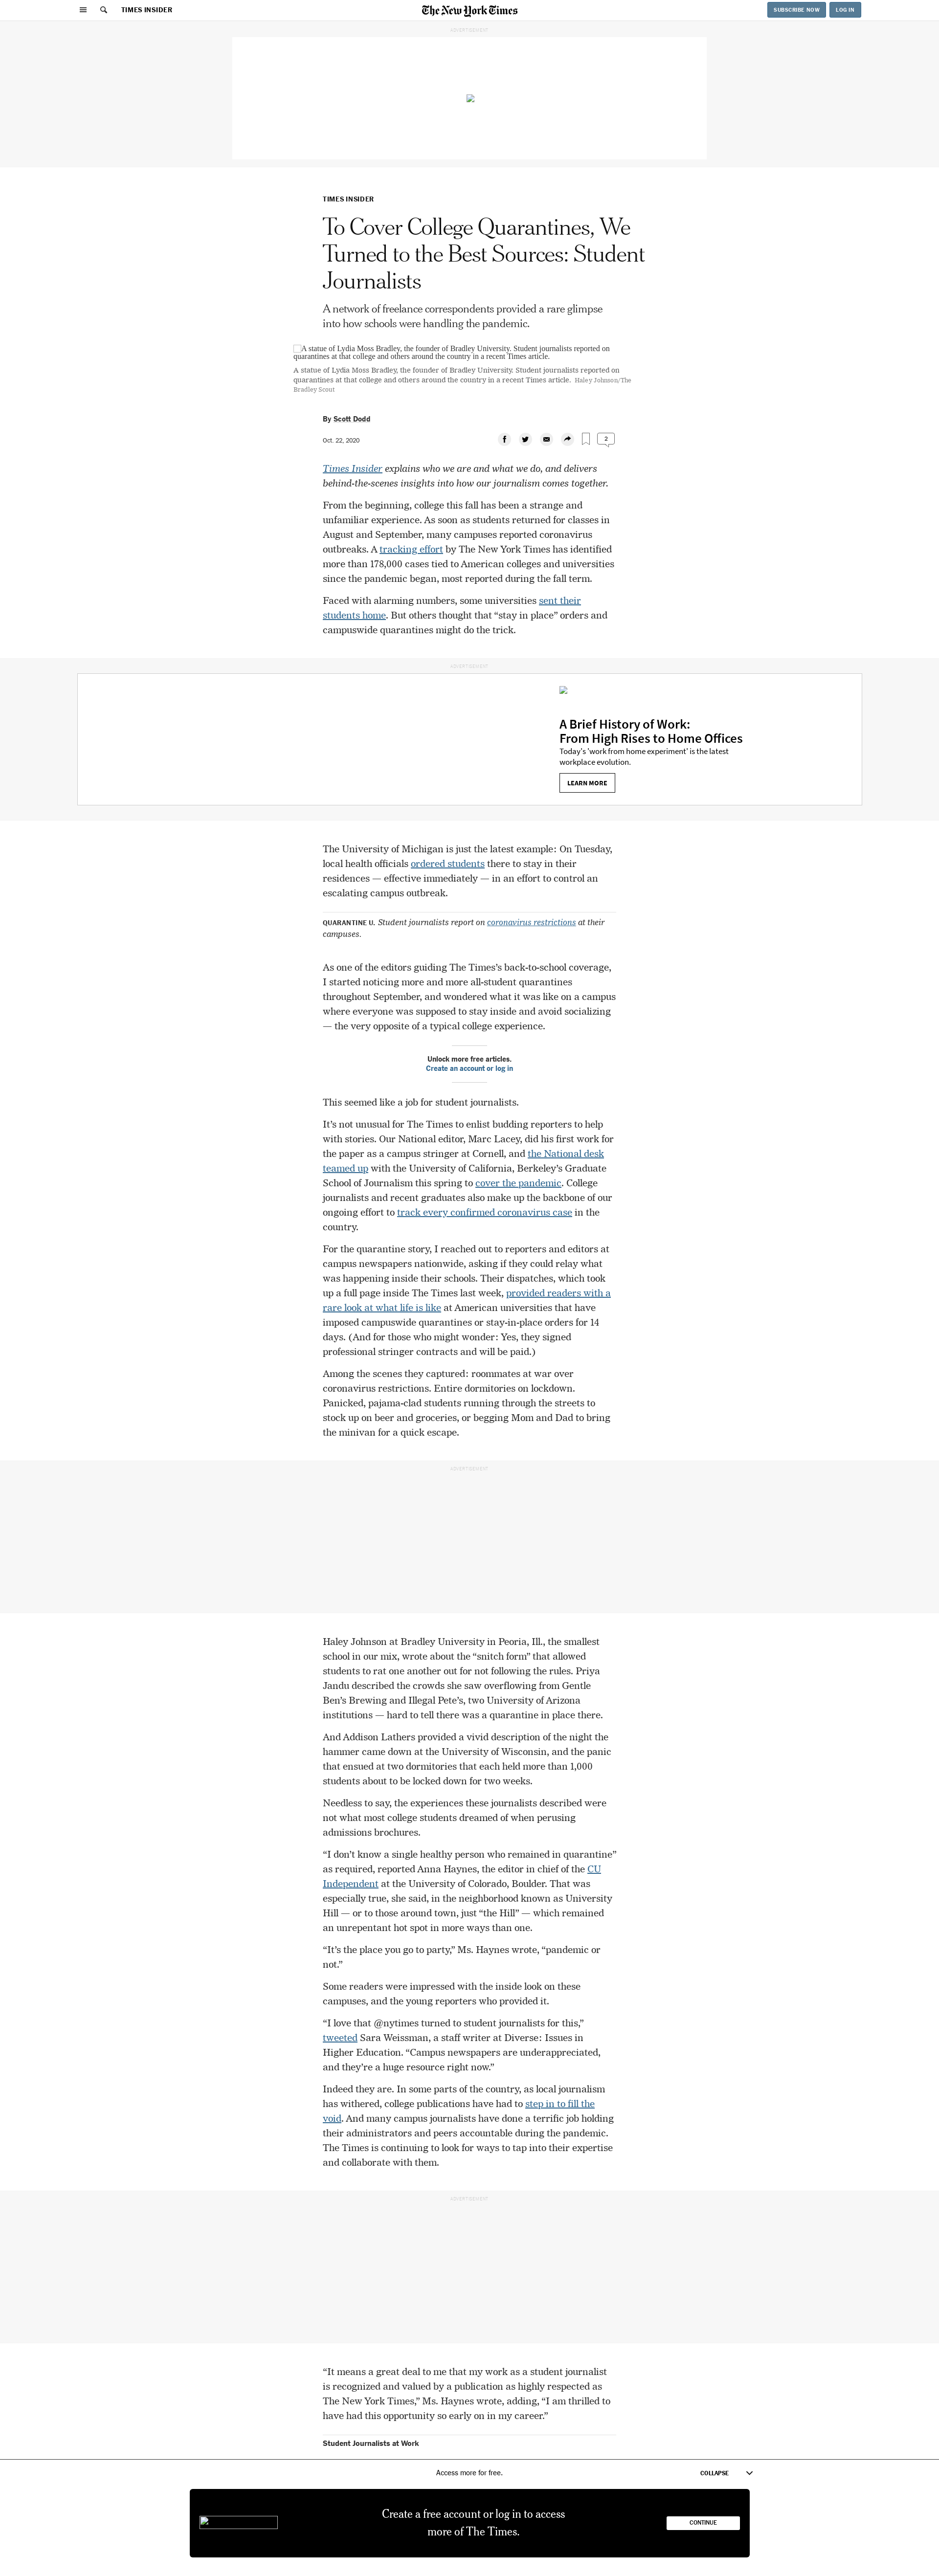 TIMES INSIDER
The New York Times
SUBSCRIBE NOW
LOG IN
ADVERTISEMENT
TIMES INSIDER
To Cover College Quarantines, We
Turned to the Best Sources: Student
Journalists
A network of freelance correspondents provided a rare glimpse
into how schools were handling the pandemic.
A statue of Lydia Moss Bradley, the founder of Bradley University. Student journalists reported on
quarantines at that college and others around the country in a recent Times article.
A statue of Lydia Moss Bradley, the founder of Bradley University. Student journalists reported on
quarantines at that college and others around the country in a recent Times article. Haley Johnson/The
Bradley Scout
By Scott Dodd
Oct. 22, 2020
2
Times Insider explains who we are and what we do, and delivers
behind-the-scenes insights into how our journalism comes together.
From the beginning, college this fall has been a strange and
unfamiliar experience. As soon as students returned for classes in
August and September, many campuses reported coronavirus
outbreaks. A tracking effort by The New York Times has identified
more than 178,000 cases tied to American colleges and universities
since the pandemic began, most reported during the fall term.
Faced with alarming numbers, some universities sent their
students home. But others thought that “stay in place” orders and
campuswide quarantines might do the trick.
ADVERTISEMENT
A Brief History of Work:
From High Rises to Home Offices
Today's 'work from home experiment' is the latest
workplace evolution.
LEARN MORE
The University of Michigan is just the latest example: On Tuesday,
local health officials ordered students there to stay in their
residences — effective immediately — in an effort to control an
escalating campus outbreak.
QUARANTINE U. Student journalists report on coronavirus restrictions at their
campuses.
As one of the editors guiding The Times’s back-to-school coverage,
I started noticing more and more all-student quarantines
throughout September, and wondered what it was like on a campus
where everyone was supposed to stay inside and avoid socializing
— the very opposite of a typical college experience.
Unlock more free articles.
Create an account or log in
This seemed like a job for student journalists.
It’s not unusual for The Times to enlist budding reporters to help
with stories. Our National editor, Marc Lacey, did his first work for
the paper as a campus stringer at Cornell, and the National desk
teamed up with the University of California, Berkeley’s Graduate
School of Journalism this spring to cover the pandemic. College
journalists and recent graduates also make up the backbone of our
ongoing effort to track every confirmed coronavirus case in the
country.
For the quarantine story, I reached out to reporters and editors at
campus newspapers nationwide, asking if they could relay what
was happening inside their schools. Their dispatches, which took
up a full page inside The Times last week, provided readers with a
rare look at what life is like at American universities that have
imposed campuswide quarantines or stay-in-place orders for 14
days. (And for those who might wonder: Yes, they signed
professional stringer contracts and will be paid.)
Among the scenes they captured: roommates at war over
coronavirus restrictions. Entire dormitories on lockdown.
Panicked, pajama-clad students running through the streets to
stock up on beer and groceries, or begging Mom and Dad to bring
the minivan for a quick escape.
ADVERTISEMENT
Haley Johnson at Bradley University in Peoria, Ill., the smallest
school in our mix, wrote about the “snitch form” that allowed
students to rat one another out for not following the rules. Priya
Jandu described the crowds she saw overflowing from Gentle
Ben’s Brewing and Illegal Pete’s, two University of Arizona
institutions — hard to tell there was a quarantine in place there.
And Addison Lathers provided a vivid description of the night the
hammer came down at the University of Wisconsin, and the panic
that ensued at two dormitories that each held more than 1,000
students about to be locked down for two weeks.
Needless to say, the experiences these journalists described were
not what most college students dreamed of when perusing
admissions brochures.
“I don’t know a single healthy person who remained in quarantine”
as required, reported Anna Haynes, the editor in chief of the CU
Independent at the University of Colorado, Boulder. That was
especially true, she said, in the neighborhood known as University
Hill — or to those around town, just “the Hill” — which remained
an unrepentant hot spot in more ways than one.
“It’s the place you go to party,” Ms. Haynes wrote, “pandemic or
not.”
Some readers were impressed with the inside look on these
campuses, and the young reporters who provided it.
“I love that @nytimes turned to student journalists for this,”
tweeted Sara Weissman, a staff writer at Diverse: Issues in
Higher Education. “Campus newspapers are underappreciated,
and they’re a huge resource right now.”
Indeed they are. In some parts of the country, as local journalism
has withered, college publications have had to step in to fill the
void. And many campus journalists have done a terrific job holding
their administrators and peers accountable during the pandemic.
The Times is continuing to look for ways to tap into their expertise
and collaborate with them.
ADVERTISEMENT
“It means a great deal to me that my work as a student journalist
is recognized and valued by a publication as highly respected as
The New York Times,” Ms. Haynes wrote, adding, “I am thrilled to
have had this opportunity so early on in my career.”
Student Journalists at Work
Access more for free.
COLLAPSE
Create a free account or log in to access
more of The Times.
CONTINUE